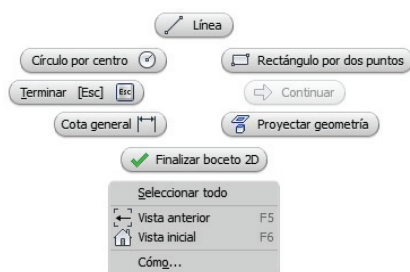 Línea
Círculo por centro
Rectángulo por dos puntos
Terminar [Esc] Esc
Continuar
Cota general
Proyectar geometría
Finalizar boceto 2D
Seleccionar todo
Vista anterior F5
Vista inicial F6
Cómo...